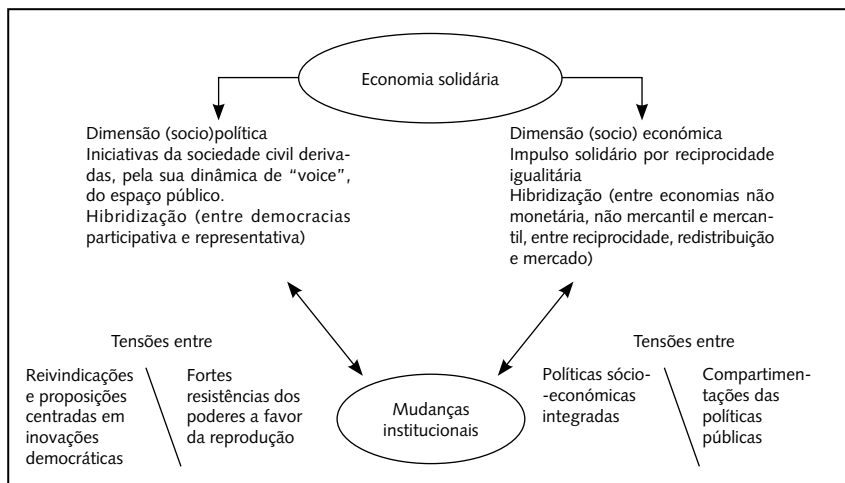 Economia solidária
Dimensão (socio)política
Iniciativas da sociedade civil deriva-
das, pela sua dinâmica de “voice”,
do espaço público.
Hibridização (entre democracias
participativa e representativa)
Dimensão (socio) económica
Impulso solidário por reciprocidade
igualitária
Hibridização (entre economias não
monetária, não mercantil e mercan-
til, entre reciprocidade, redistribuição
e mercado)
Tensões entre
Reivindicações
e proposições
centradas em
inovações
democráticas
Fortes
resistências dos
poderes a favor
da reprodução
Mudanças
institucionais
Tensões entre
Políticas sócio-
-económicas
integradas
Compartimen-
tações das
políticas
públicas